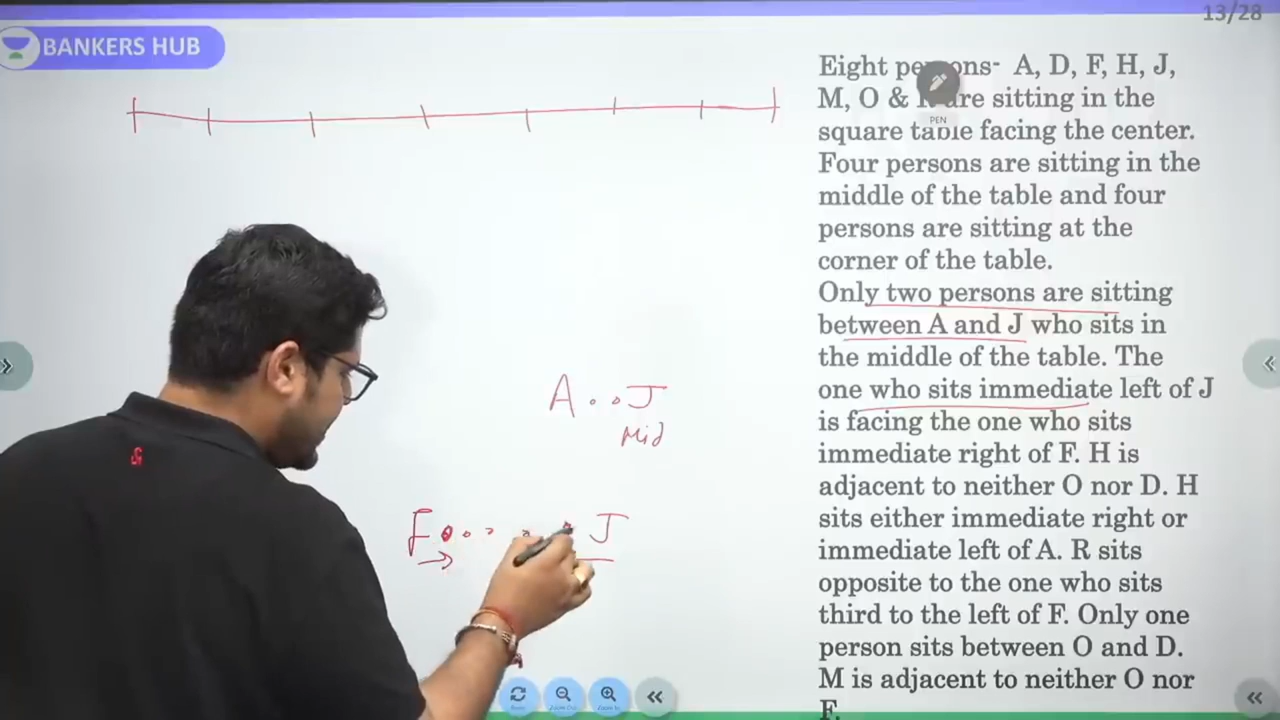 13/28
BANKERS HUB
Eight persons- A, D, F, H, J,
M, O & R are sitting in the
PEN
square table facing the center.
Four persons are sitting in the
middle of the table and four
persons are sitting at the
corner of the table.
Only two persons are sitting
between A and J who sits in
the middle of the table. The
one who sits immediate left of J
is facing the one who sits
immediate right of F. H is
adjacent to neither O nor D. H
sits either immediate right or
immediate left of A. R sits
opposite to the one who sits
third to the left of F. Only one
person sits between O and D.
M is adjacent to neither O nor
F.
A . . J
Mid
F . . . . . J